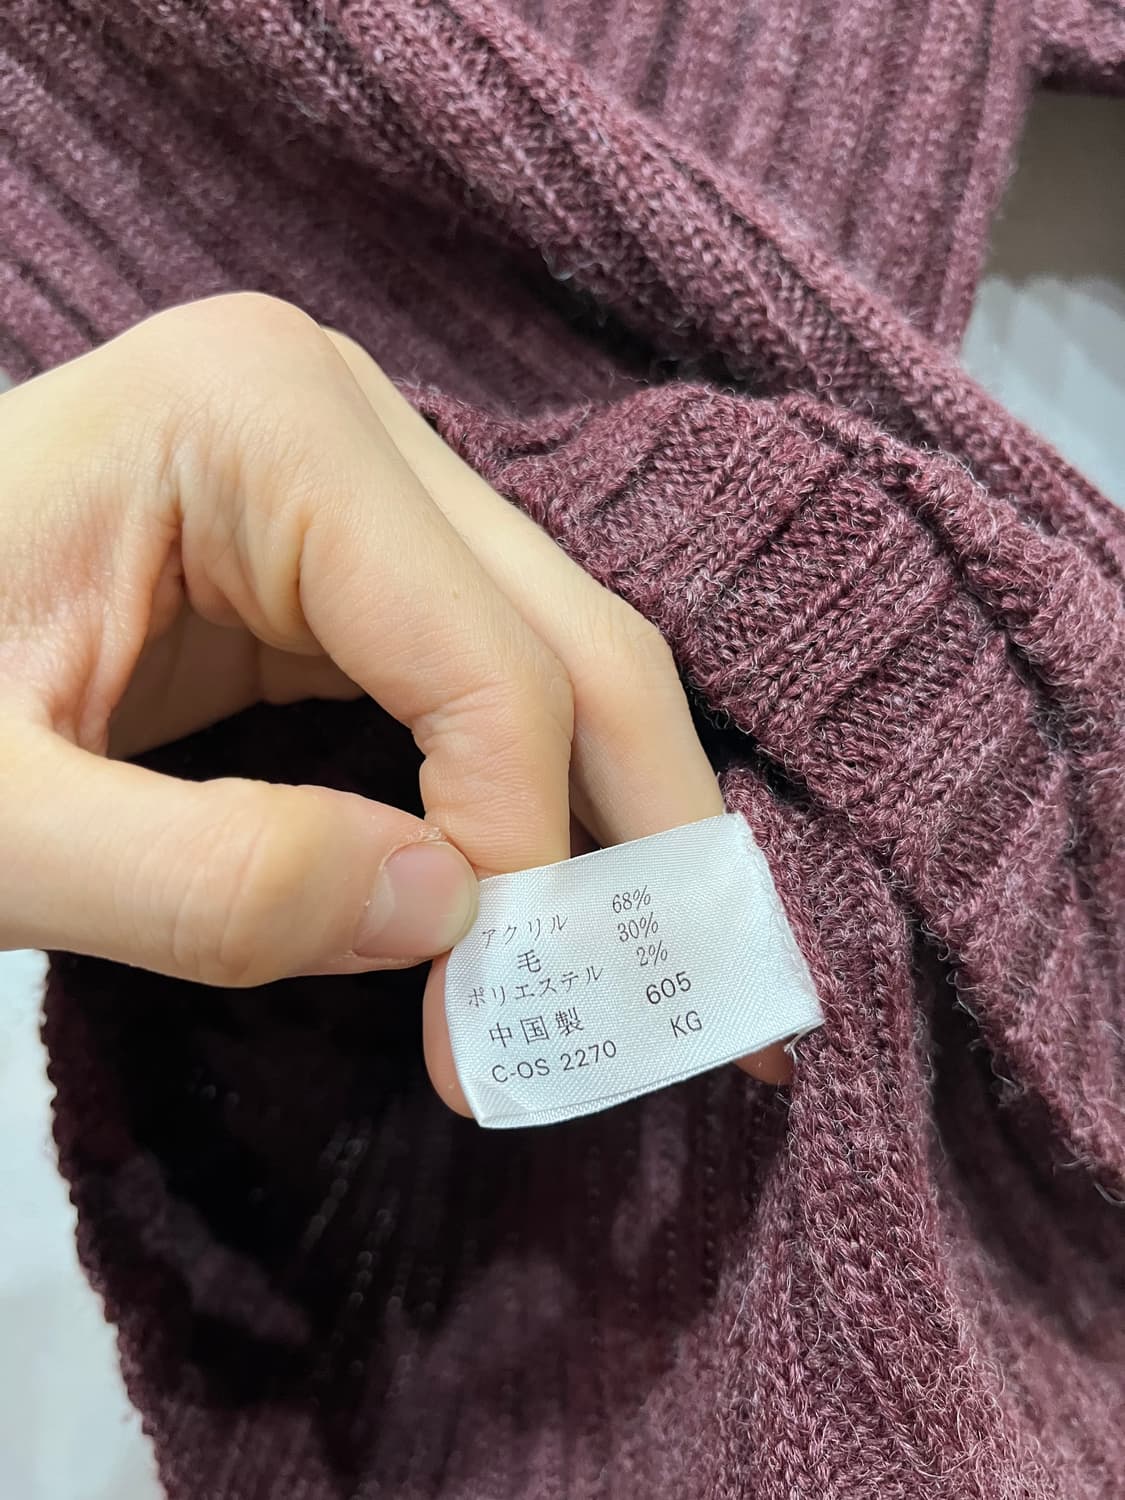 アクリル 68%
毛 30%
ポリエステル 2%
中国製 605
C-OS 2270 KG